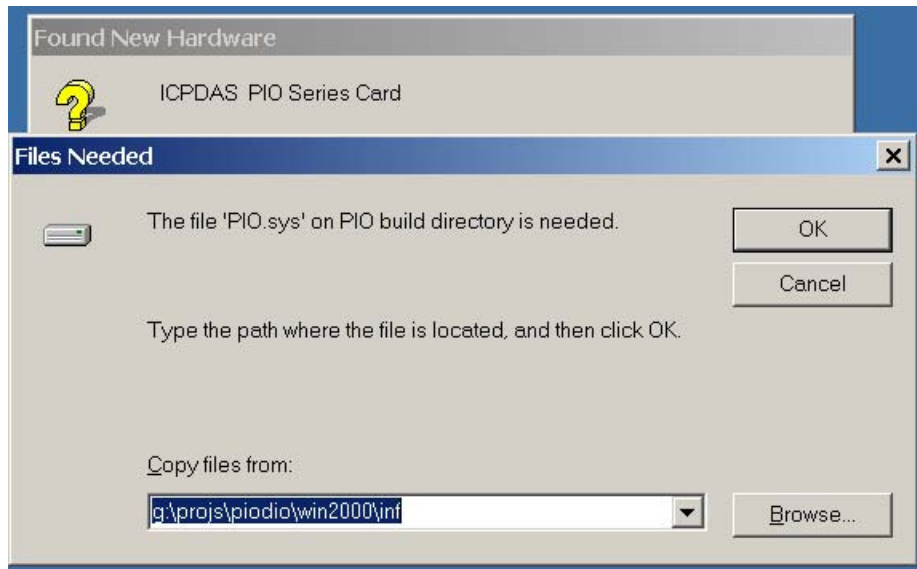 Found New Hardware
ICPDAS PIO Series Card
Files Needed
The file 'PIO.sys' on PIO build directory is needed.
OK
Cancel
Type the path where the file is located, and then click OK.
Copy files from:
g:\projs\piodio\win2000\inf
Browse...